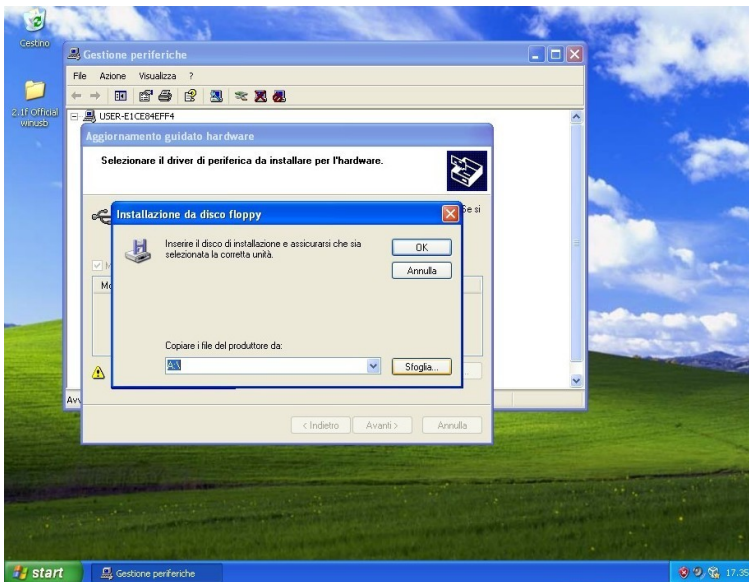 Cestino
2.1f Official
winusb
Gestione periferiche
File Azione Visualizza ?
USER-E1CE84EFF4
Aggiornamento guidato hardware
Selezionare il driver di periferica da installare per l'hardware.
Se si
Installazione da disco floppy
Inserire il disco di installazione e assicurarsi che sia
selezionata la corretta unità.
OK
Annulla
Copiare i file del produttore da:
A:\
Sfoglia...
< Indietro Avanti > Annulla
start
Gestione periferiche
17.35